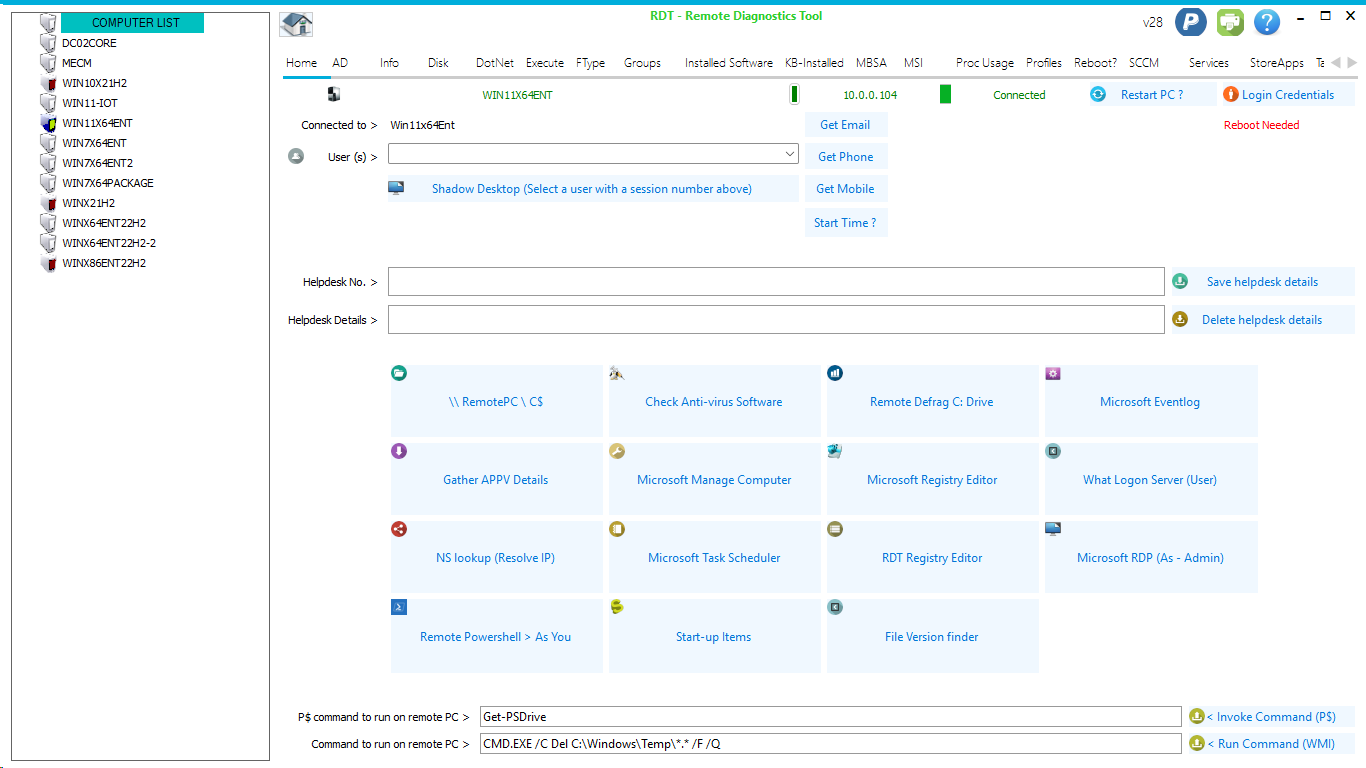 RDT - Remote Diagnostics Tool
v28
COMPUTER LIST
DC02CORE
MECM
WIN10X21H2
WIN11-IOT
WIN11X64ENT
WIN7X64ENT
WIN7X64ENT2
WIN7X64PACKAGE
WINX21H2
WINX64ENT22H2
WINX64ENT22H2-2
WINX86ENT22H2
Home AD Info Disk DotNet Execute FType Groups Installed Software KB-Installed MBSA MSI Proc Usage Profiles Reboot? SCCM Services StoreApps Ta
WIN11X64ENT 10.0.0.104 Connected Restart PC ? Login Credentials
Connected to > Win11x64Ent Get Email Reboot Needed
User (s) > Get Phone
Shadow Desktop (Select a user with a session number above) Get Mobile
Start Time ?
Helpdesk No. > Save helpdesk details
Helpdesk Details > Delete helpdesk details
\\ RemotePC \ C$ Check Anti-virus Software Remote Defrag C: Drive Microsoft Eventlog
Gather APPV Details Microsoft Manage Computer Microsoft Registry Editor What Logon Server (User)
NS lookup (Resolve IP) Microsoft Task Scheduler RDT Registry Editor Microsoft RDP (As - Admin)
Remote Powershell > As You Start-up Items File Version finder
P$ command to run on remote PC > Get-PSDrive < Invoke Command (P$)
Command to run on remote PC > CMD.EXE /C Del C:\Windows\Temp\*.* /F /Q < Run Command (WMI)